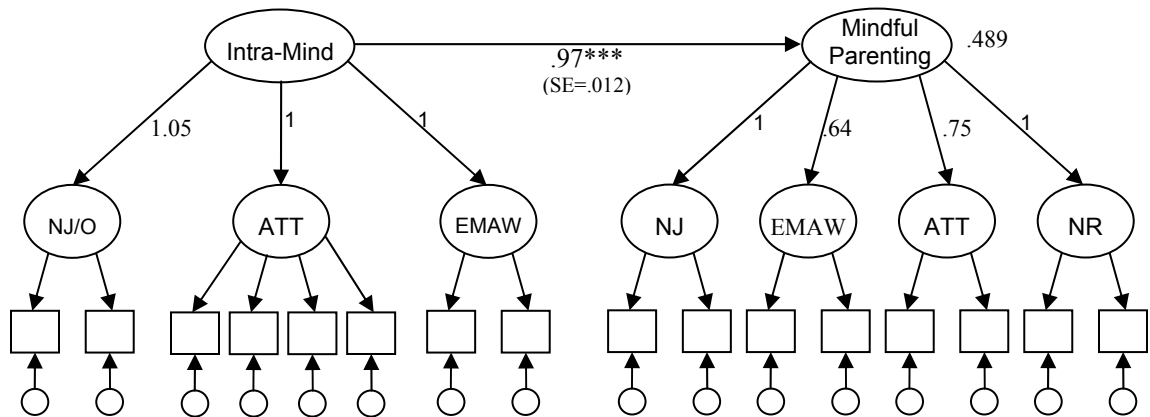 Intra-Mind
.97***
(SE=.012)
Mindful
Parenting
.489
1.05
1
1
1
.64
.75
1
NJ/O
ATT
EMAW
NJ
EMAW
ATT
NR